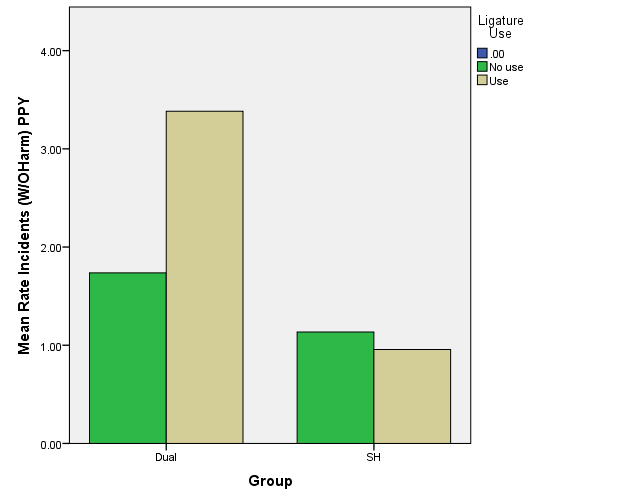 Ligature
Use
.00
No use
Use
4.00
3.00
2.00
1.00
0.00
Mean Rate Incidents (W/OHarm) PPY
Dual
SH
Group